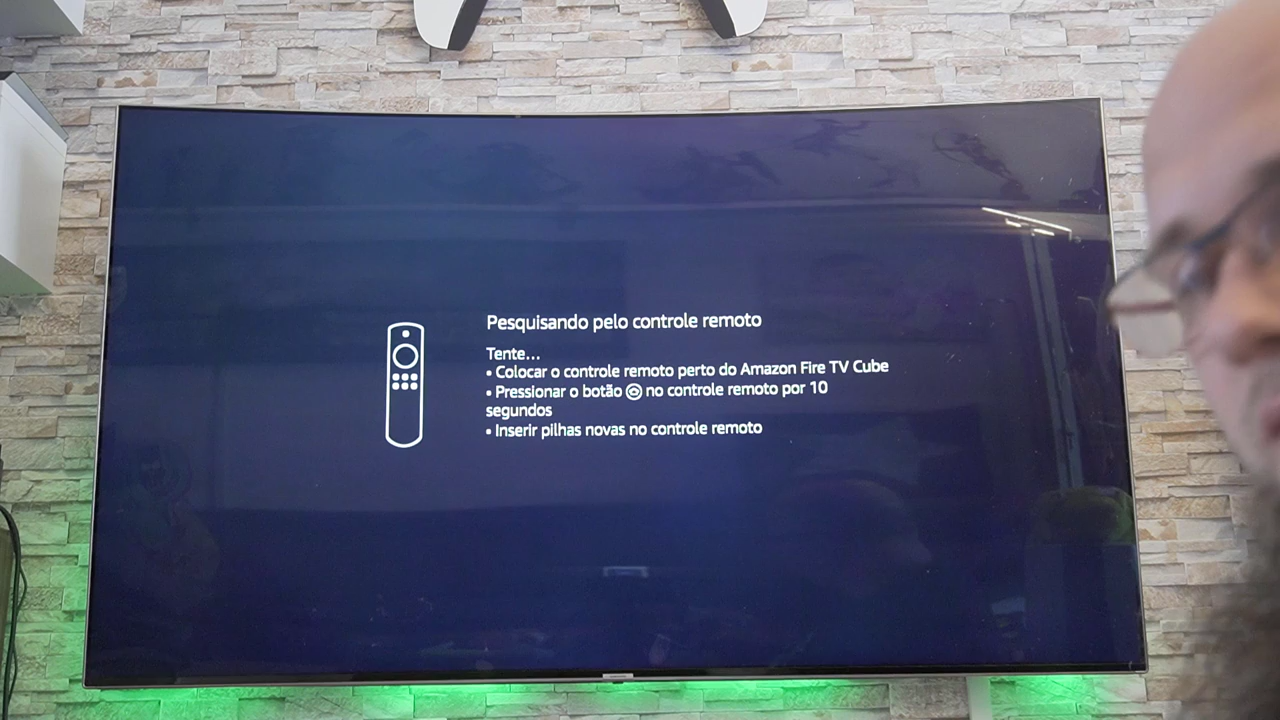 Pesquisando pelo controle remoto
Tente...
• Colocar o controle remoto perto do Amazon Fire TV Cube
• Pressionar o botão no controle remoto por 10
segundos
• Inserir pilhas novas no controle remoto